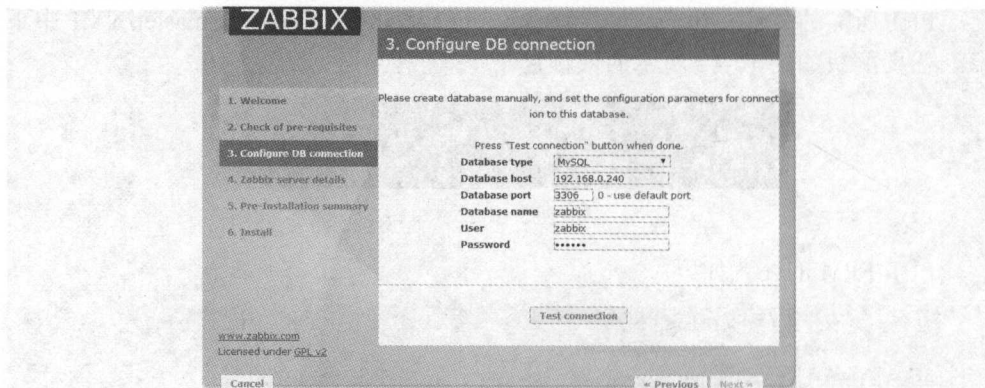 ZABBIX
3. Configure DB connection
1. Welcome
2. Check of pre-requisites
3. Configure DB connection
4. Zabbix server details
5. Pre-Installation summary
6. Install
Please create database manually, and set the configuration parameters for connect
ion to this database.
Press "Test connection" button when done.
Database type MySQL
Database host 192.168.0.240
Database port 3306 0 - use default port
Database name zabbix
User zabbix
Password ••••••
Test connection
www.zabbix.com
Licensed under GPL v2
Cancel
« Previous Next »